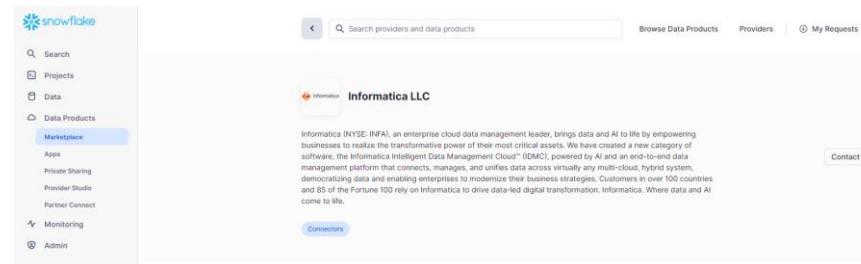 snowflake
Search providers and data products
Browse Data Products
Providers
My Requests
Search
Projects
Data
Data Products
Marketplace
Apps
Private Sharing
Provider Studio
Partner Connect
Monitoring
Admin
Informatica
Informatica LLC
Informatica (NYSE: INFA), an enterprise cloud data management leader, brings data and AI to life by empowering
businesses to realize the transformative power of their most critical assets. We have created a new category of
software, the Informatica Intelligent Data Management Cloud™ (IDMC), powered by AI and an end-to-end data
management platform that connects, manages, and unifies data across virtually any multi-cloud, hybrid system,
democratizing data and enabling enterprises to modernize their business strategies. Customers in over 100 countries
and 85 of the Fortune 100 rely on Informatica to drive data-led digital transformation. Informatica. Where data and AI
come to life.
Contact
Connectors